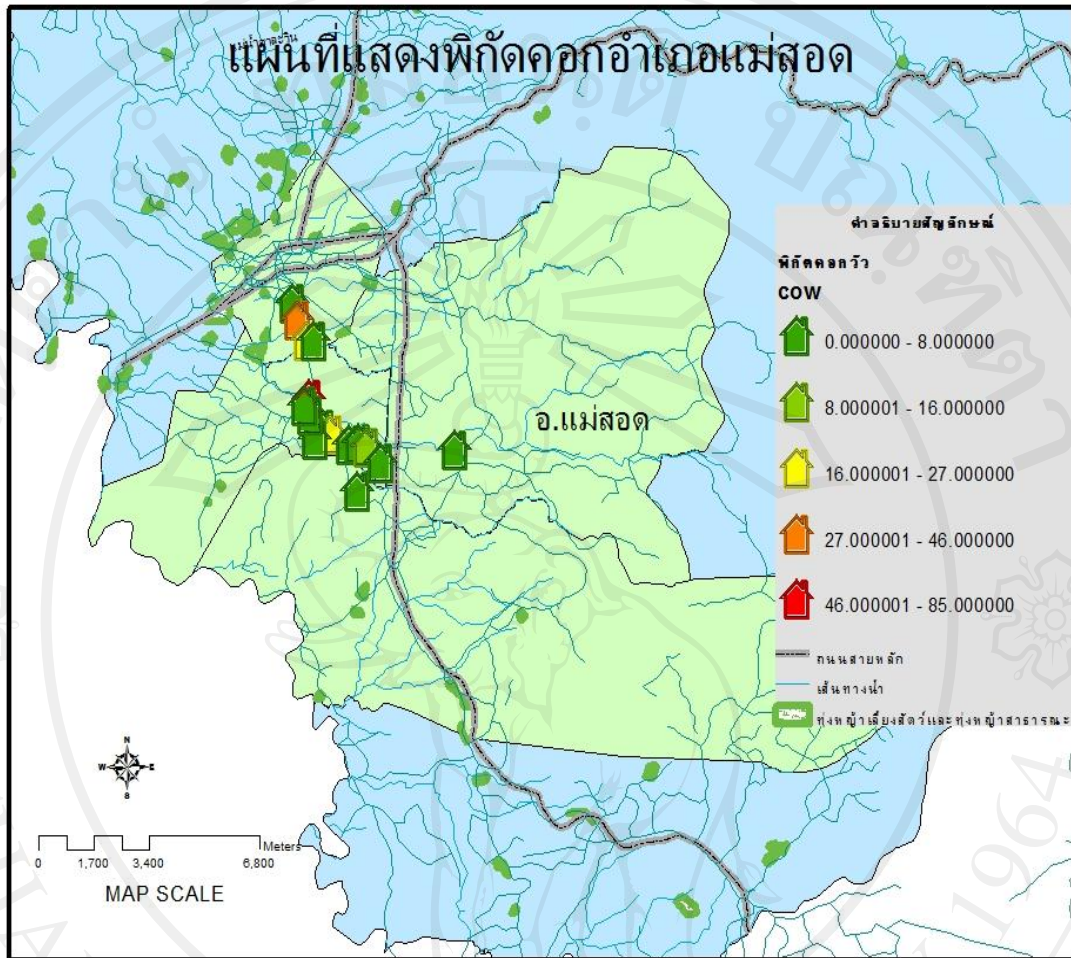 แผนที่แสดงพิกัดคอกอำเภอแม่สอด
คำอธิบายสัญลักษณ์
พิกัดคอกวัว
COW
0.000000 - 8.000000
8.000001 - 16.000000
16.000001 - 27.000000
27.000001 - 46.000000
46.000001 - 85.000000
ถนนสายหลัก
เส้นทางน้ำ
ทุ่งหญ้าเลี้ยงสัตว์และทุ่งหญ้าสาธารณะ
อ.แม่สอด
N
W
E
S
Meters
0 1,700 3,400 6,800
MAP SCALE
1964